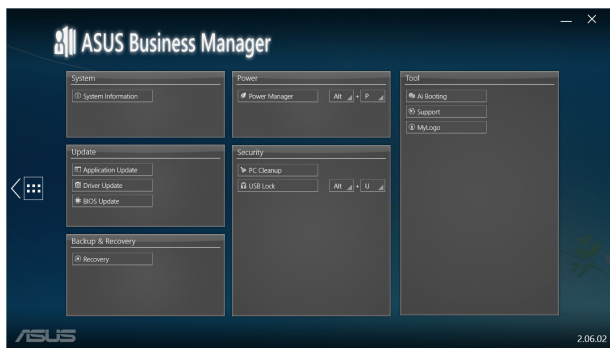 ASUS Business Manager
System
System Information
Power
Power Manager Alt + P
Tool
Ai Booting
Support
MyLogo
Update
Application Update
Driver Update
BIOS Update
Security
PC Cleanup
USB Lock Alt + U
Backup & Recovery
Recovery
ASUS
2.06.02